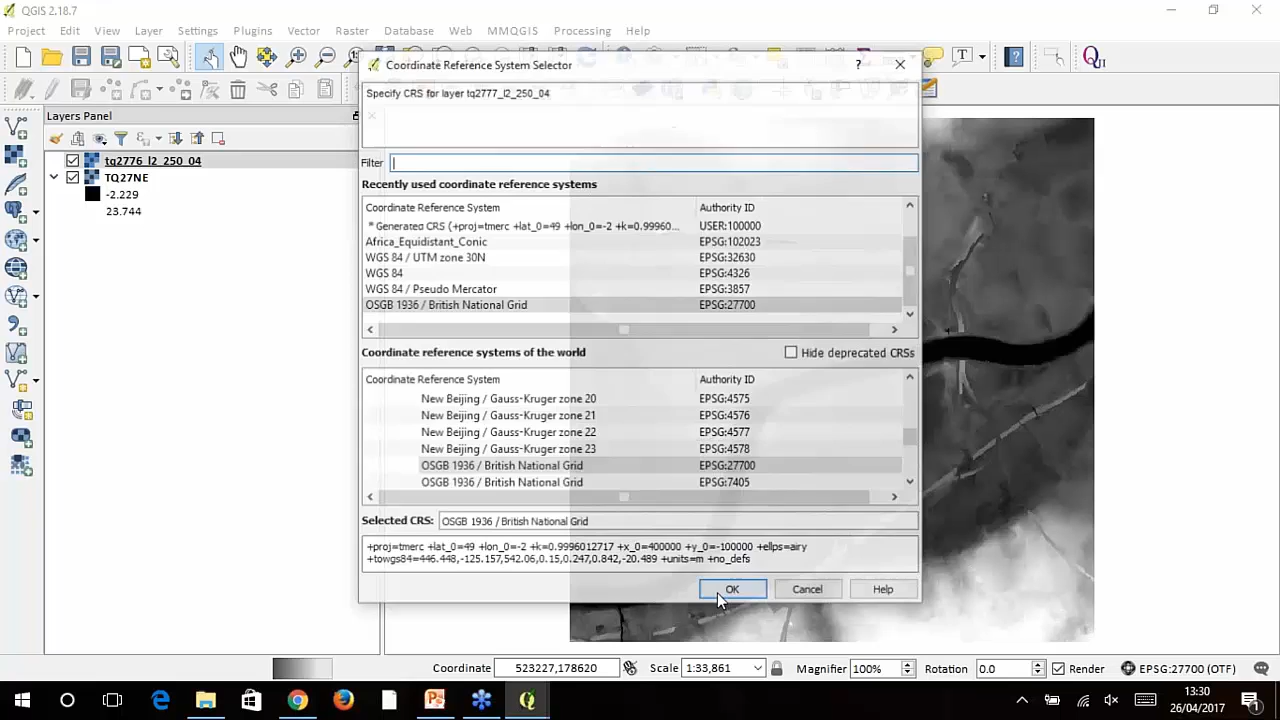 QGIS 2.18.7
Project Edit View Layer Settings Plugins Vector Raster Database Web MMQGIS Processing Help
Coordinate Reference System Selector
Specify CRS for layer tq2777_l2_250_04
Layers Panel
Filter
tq2776_l2_250_04
TQ27NE
-2.229
23.744
Recently used coordinate reference systems
Coordinate Reference System Authority ID
* Generated CRS (+proj=tmerc +lat_0=49 +lon_0=-2 +k=0.99960... USER:100000
Africa_Equidistant_Conic EPSG:102023
WGS 84 / UTM zone 30N EPSG:32630
WGS 84 EPSG:4326
WGS 84 / Pseudo Mercator EPSG:3857
OSGB 1936 / British National Grid EPSG:27700
Coordinate reference systems of the world Hide deprecated CRSs
Coordinate Reference System Authority ID
New Beijing / Gauss-Kruger zone 20 EPSG:4575
New Beijing / Gauss-Kruger zone 21 EPSG:4576
New Beijing / Gauss-Kruger zone 22 EPSG:4577
New Beijing / Gauss-Kruger zone 23 EPSG:4578
OSGB 1936 / British National Grid EPSG:27700
OSGB 1936 / British National Grid EPSG:7405
Selected CRS: OSGB 1936 / British National Grid
+proj=tmerc +lat_0=49 +lon_0=-2 +k=0.9996012717 +x_0=400000 +y_0=-100000 +ellps=airy
+towgs84=446.448,-125.157,542.06,0.15,0.247,0.842,-20.489 +units=m +no_defs
OK Cancel Help
Coordinate 523227,178620 Scale 1:33,861 Magnifier 100% Rotation 0.0 Render EPSG:27700 (OTF)
13:30
26/04/2017